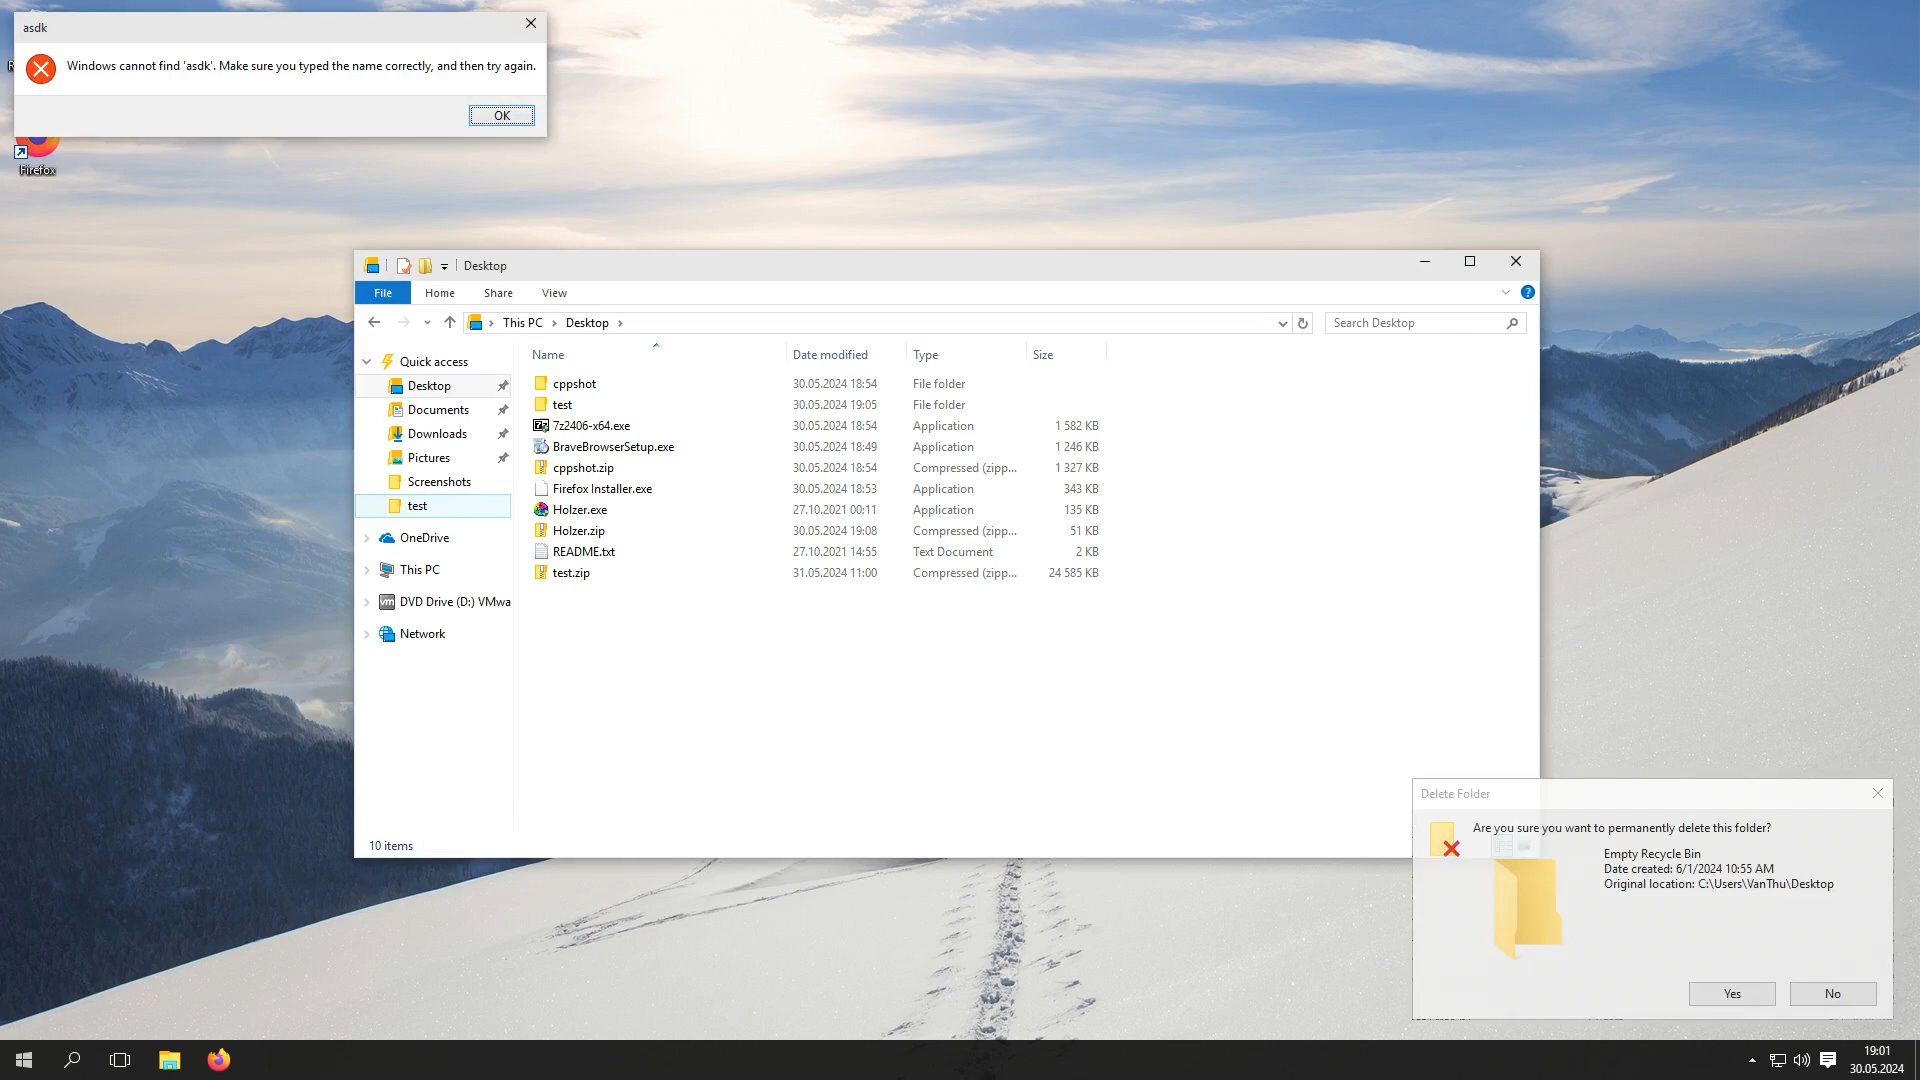 asdk
Windows cannot find 'asdk'. Make sure you typed the name correctly, and then try again.
OK
Firefox
Desktop
File Home Share View
This PC Desktop
Search Desktop
Name Date modified Type Size
Quick access
Desktop
Documents
Downloads
Pictures
Screenshots
test
OneDrive
This PC
DVD Drive (D:) VMwa
Network
cppshot 30.05.2024 18:54 File folder
test 30.05.2024 19:05 File folder
7z2406-x64.exe 30.05.2024 18:54 Application 1 582 KB
BraveBrowserSetup.exe 30.05.2024 18:49 Application 1 246 KB
cppshot.zip 30.05.2024 18:54 Compressed (zipp... 1 327 KB
Firefox Installer.exe 30.05.2024 18:53 Application 343 KB
Holzer.exe 27.10.2021 00:11 Application 135 KB
Holzer.zip 30.05.2024 19:08 Compressed (zipp... 51 KB
README.txt 27.10.2021 14:55 Text Document 2 KB
test.zip 31.05.2024 11:00 Compressed (zipp... 24 585 KB
10 items
Delete Folder
Are you sure you want to permanently delete this folder?
Empty Recycle Bin
Date created: 6/1/2024 10:55 AM
Original location: C:\Users\VanThu\Desktop
Yes No
19:01
30.05.2024